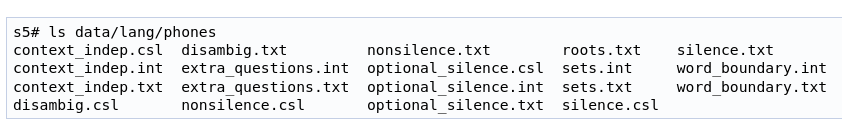 s5# ls data/lang/phones
context_indep.csl  disambig.txt         nonsilence.txt         roots.txt    silence.txt
context_indep.int  extra_questions.int  optional_silence.csl  sets.int     word_boundary.int
context_indep.txt  extra_questions.txt  optional_silence.int  sets.txt     word_boundary.txt
disambig.csl       nonsilence.csl       optional_silence.txt  silence.csl